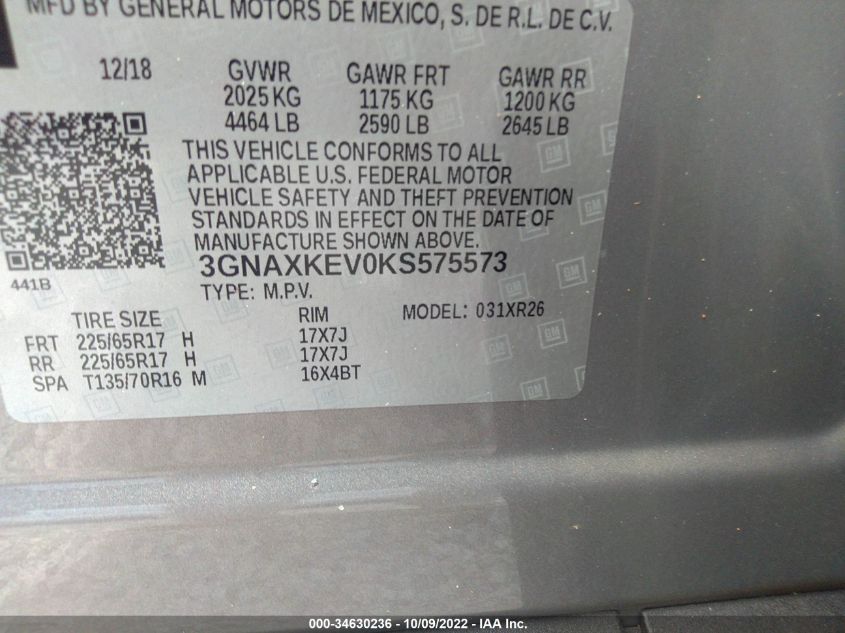 MFD BY GENERAL MOTORS DE MEXICO, S. DE R.L. DE C.V.
12/18 GVWR GAWR FRT GAWR RR
2025 KG 1175 KG 1200 KG
4464 LB 2590 LB 2645 LB
THIS VEHICLE CONFORMS TO ALL
APPLICABLE U.S. FEDERAL MOTOR
VEHICLE SAFETY AND THEFT PREVENTION
STANDARDS IN EFFECT ON THE DATE OF
MANUFACTURE SHOWN ABOVE.
3GNAXKEV0KS575573
441B
TYPE: M.P.V.
MODEL: 031XR26
TIRE SIZE RIM
FRT 225/65R17 H 17X7J
RR 225/65R17 H 17X7J
SPA T135/70R16 M 16X4BT
GM
000-34630236 - 10/09/2022 - IAA Inc.